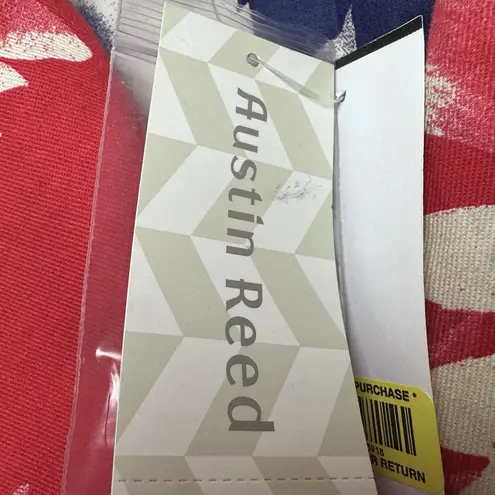 Austin Reed
PURCHASE •
RETURN